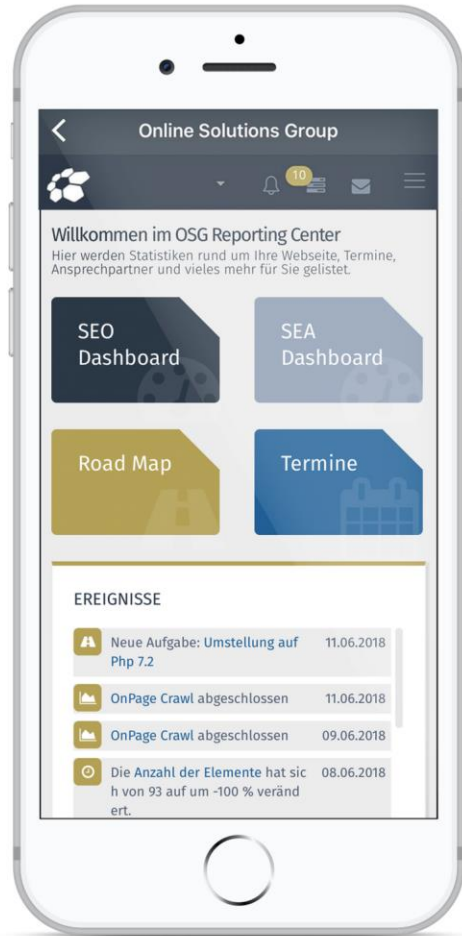 Online Solutions Group
10
Willkommen im OSG Reporting Center
Hier werden Statistiken rund um Ihre Webseite, Termine,
Ansprechpartner und vieles mehr für Sie gelistet.
SEO
Dashboard
SEA
Dashboard
Road Map
Termine
EREIGNISSE
Neue Aufgabe: Umstellung auf 11.06.2018
Php 7.2
OnPage Crawl abgeschlossen 11.06.2018
OnPage Crawl abgeschlossen 09.06.2018
Die Anzahl der Elemente hat sic 08.06.2018
h von 93 auf um -100 % veränd
ert.